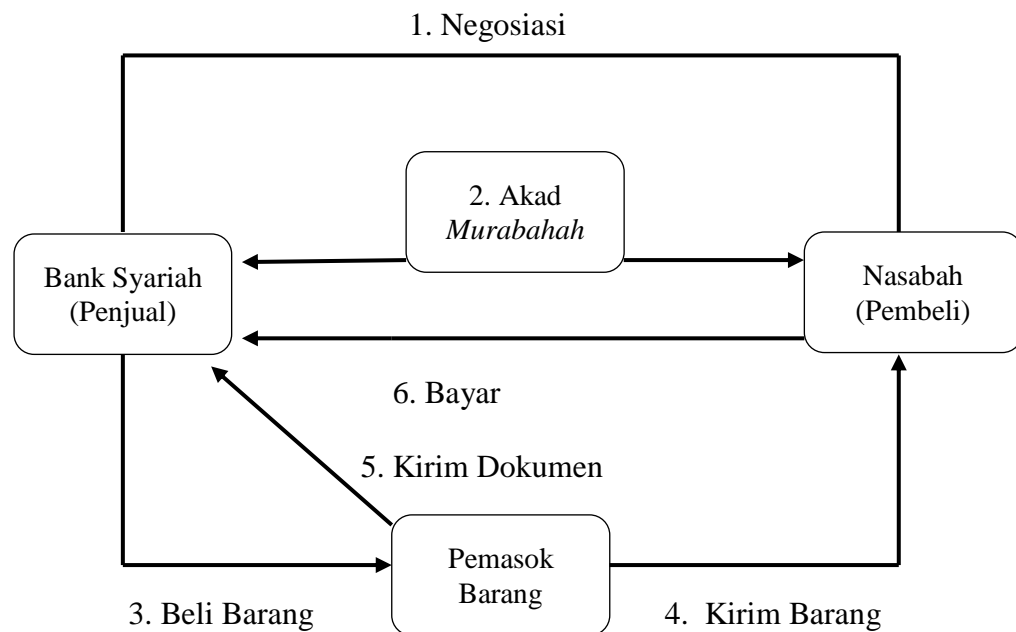 1. Negosiasi
2. Akad
Murabahah
Bank Syariah
(Penjual)
Nasabah
(Pembeli)
6. Bayar
5. Kirim Dokumen
Pemasok
Barang
3. Beli Barang
4. Kirim Barang